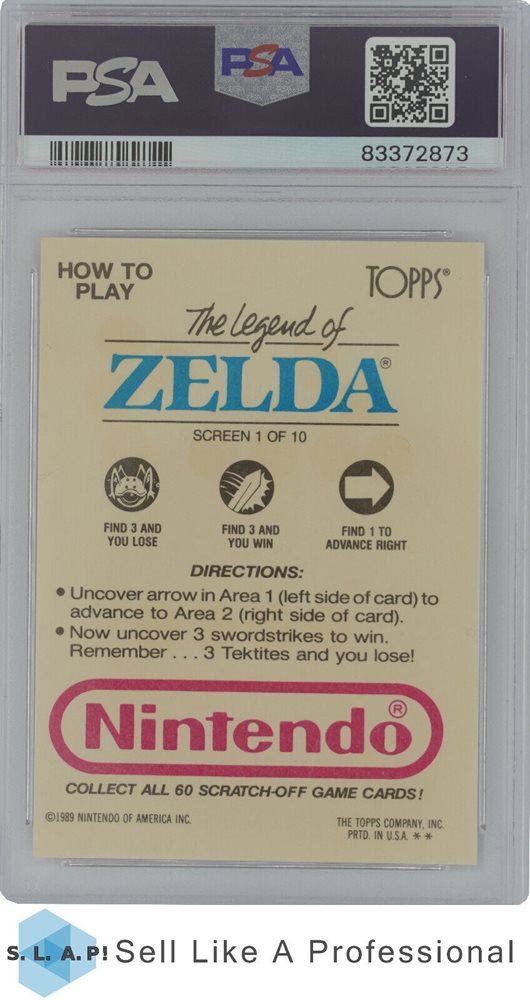 PSA
PSA
83372873
HOW TO
PLAY
TOPPS®
The Legend of
ZELDA®
SCREEN 1 OF 10
FIND 3 AND
YOU LOSE
FIND 3 AND
YOU WIN
FIND 1 TO
ADVANCE RIGHT
DIRECTIONS:
• Uncover arrow in Area 1 (left side of card) to
advance to Area 2 (right side of card).
• Now uncover 3 swordstrikes to win.
Remember . . . 3 Tektites and you lose!
Nintendo®
COLLECT ALL 60 SCRATCH-OFF GAME CARDS!
©1989 NINTENDO OF AMERICA INC.
THE TOPPS COMPANY, INC.
PRTD. IN U.S.A. * *
S. L. A. P! Sell Like A Professional